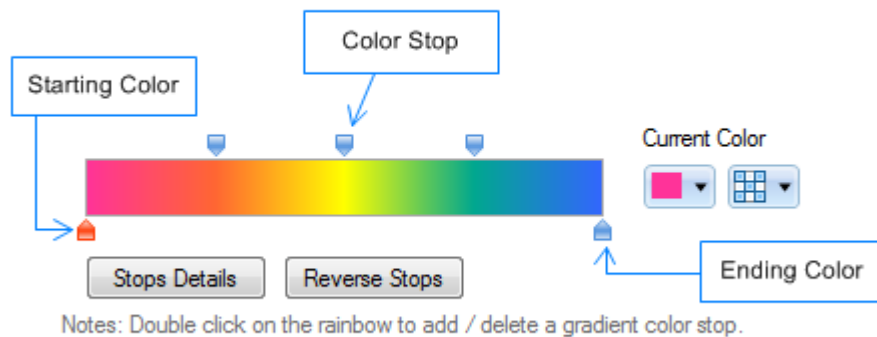 Color Stop
Starting Color
Current Color
Ending Color
Stops Details
Reverse Stops
Notes: Double click on the rainbow to add / delete a gradient color stop.